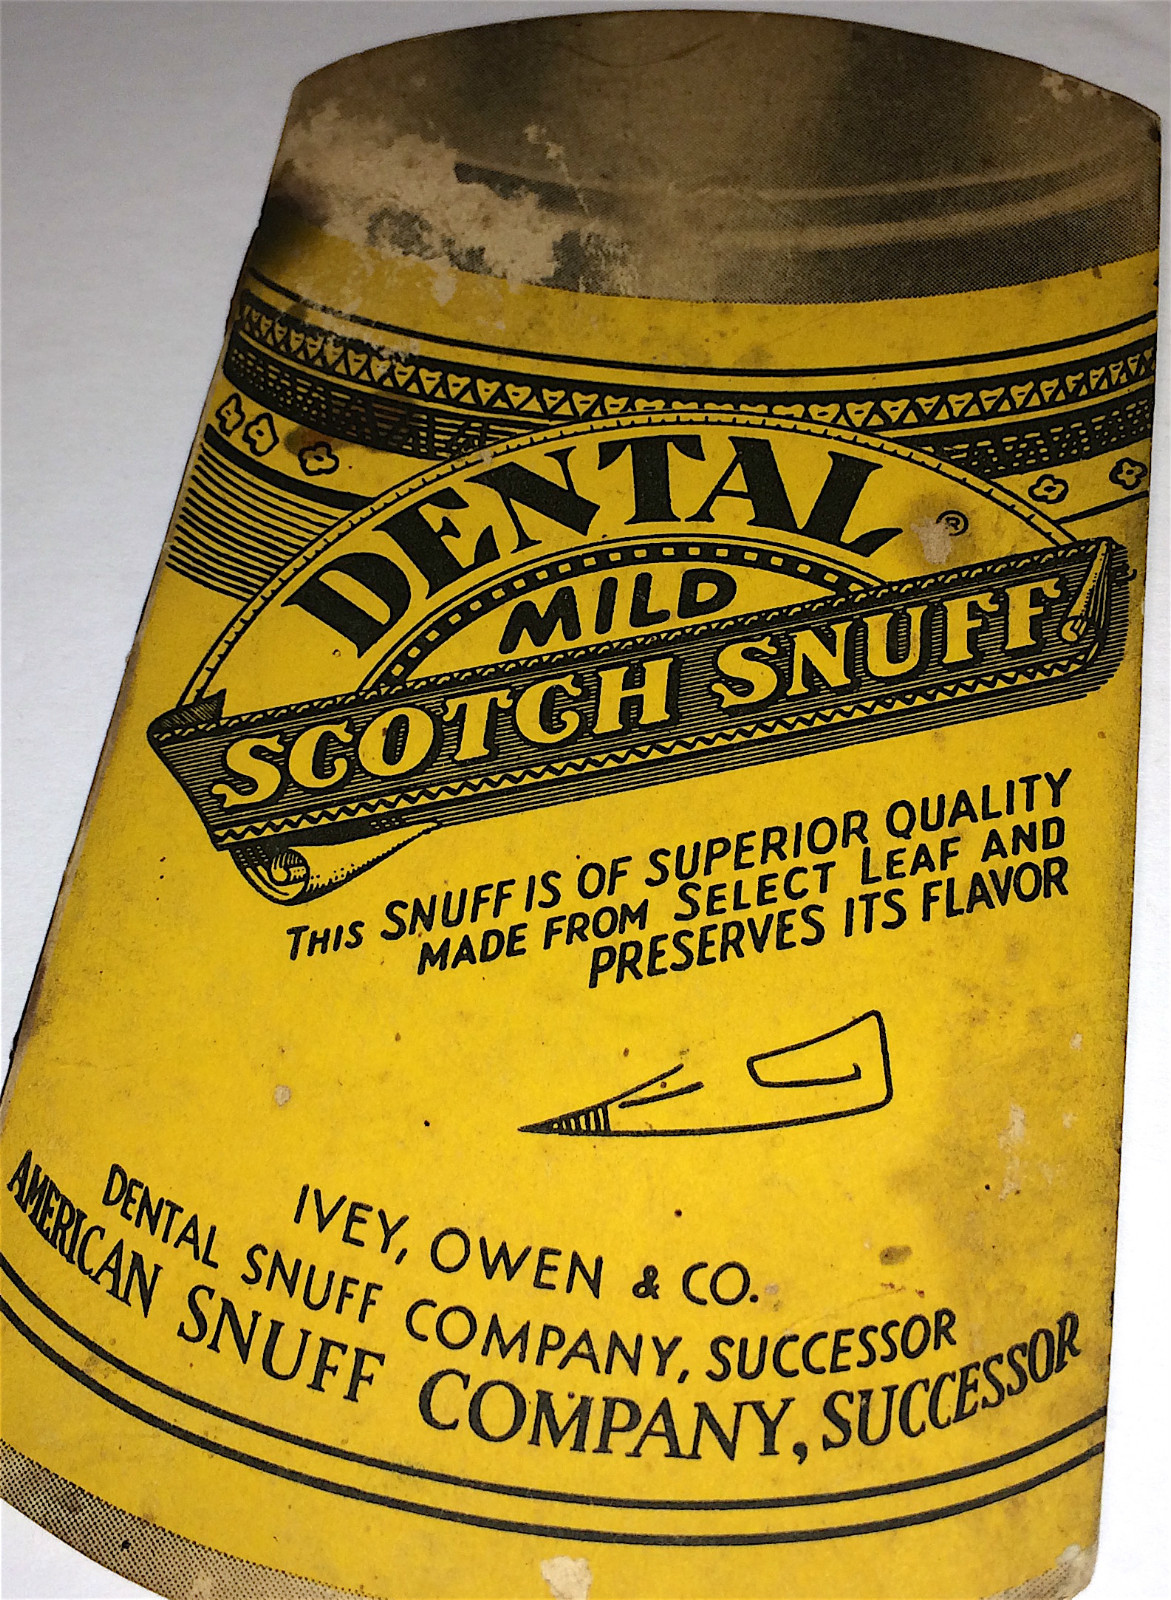 DENTAL
®
MILD
SCOTCH SNUFF
THIS SNUFF IS OF SUPERIOR QUALITY
MADE FROM SELECT LEAF AND
PRESERVES ITS FLAVOR
IVEY, OWEN & CO.
DENTAL SNUFF COMPANY, SUCCESSOR
AMERICAN SNUFF COMPANY, SUCCESSOR